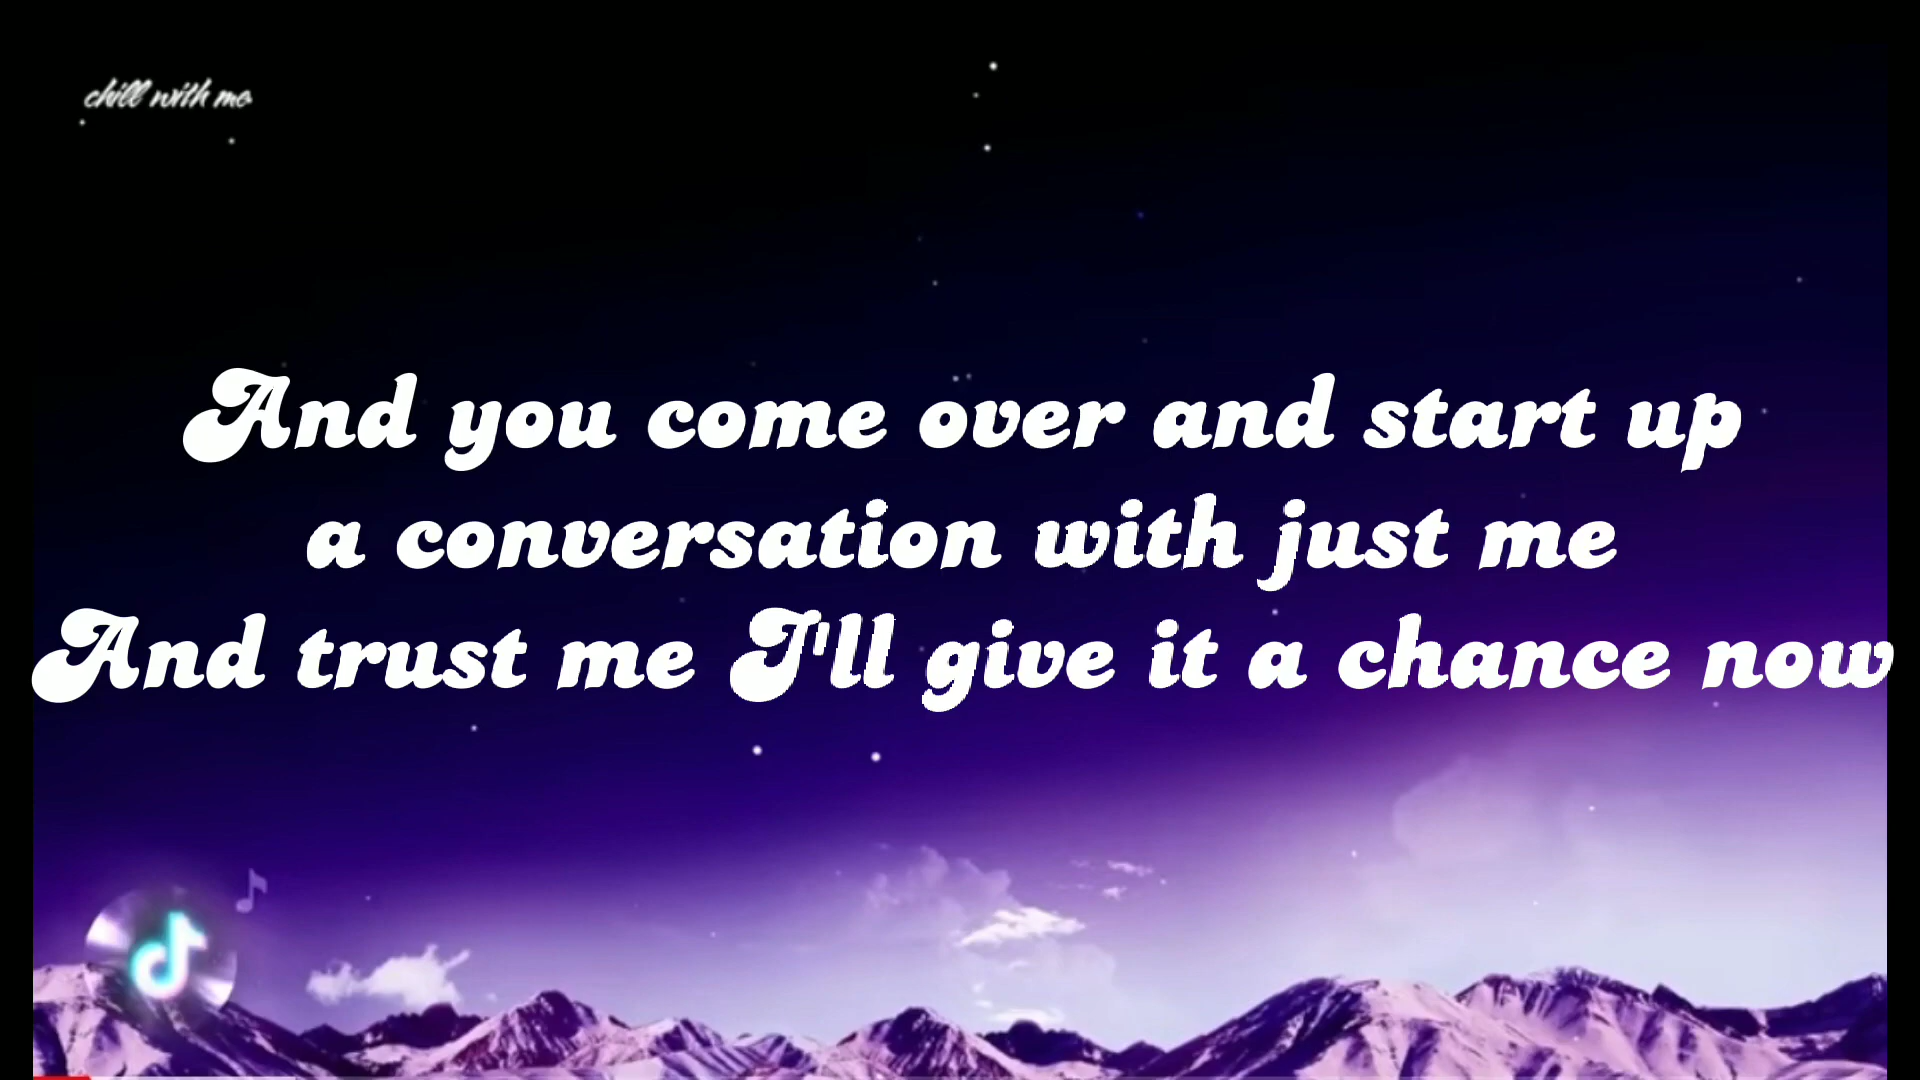 chill with me
And you come over and start up
a conversation with just me
And trust me I'll give it a chance now